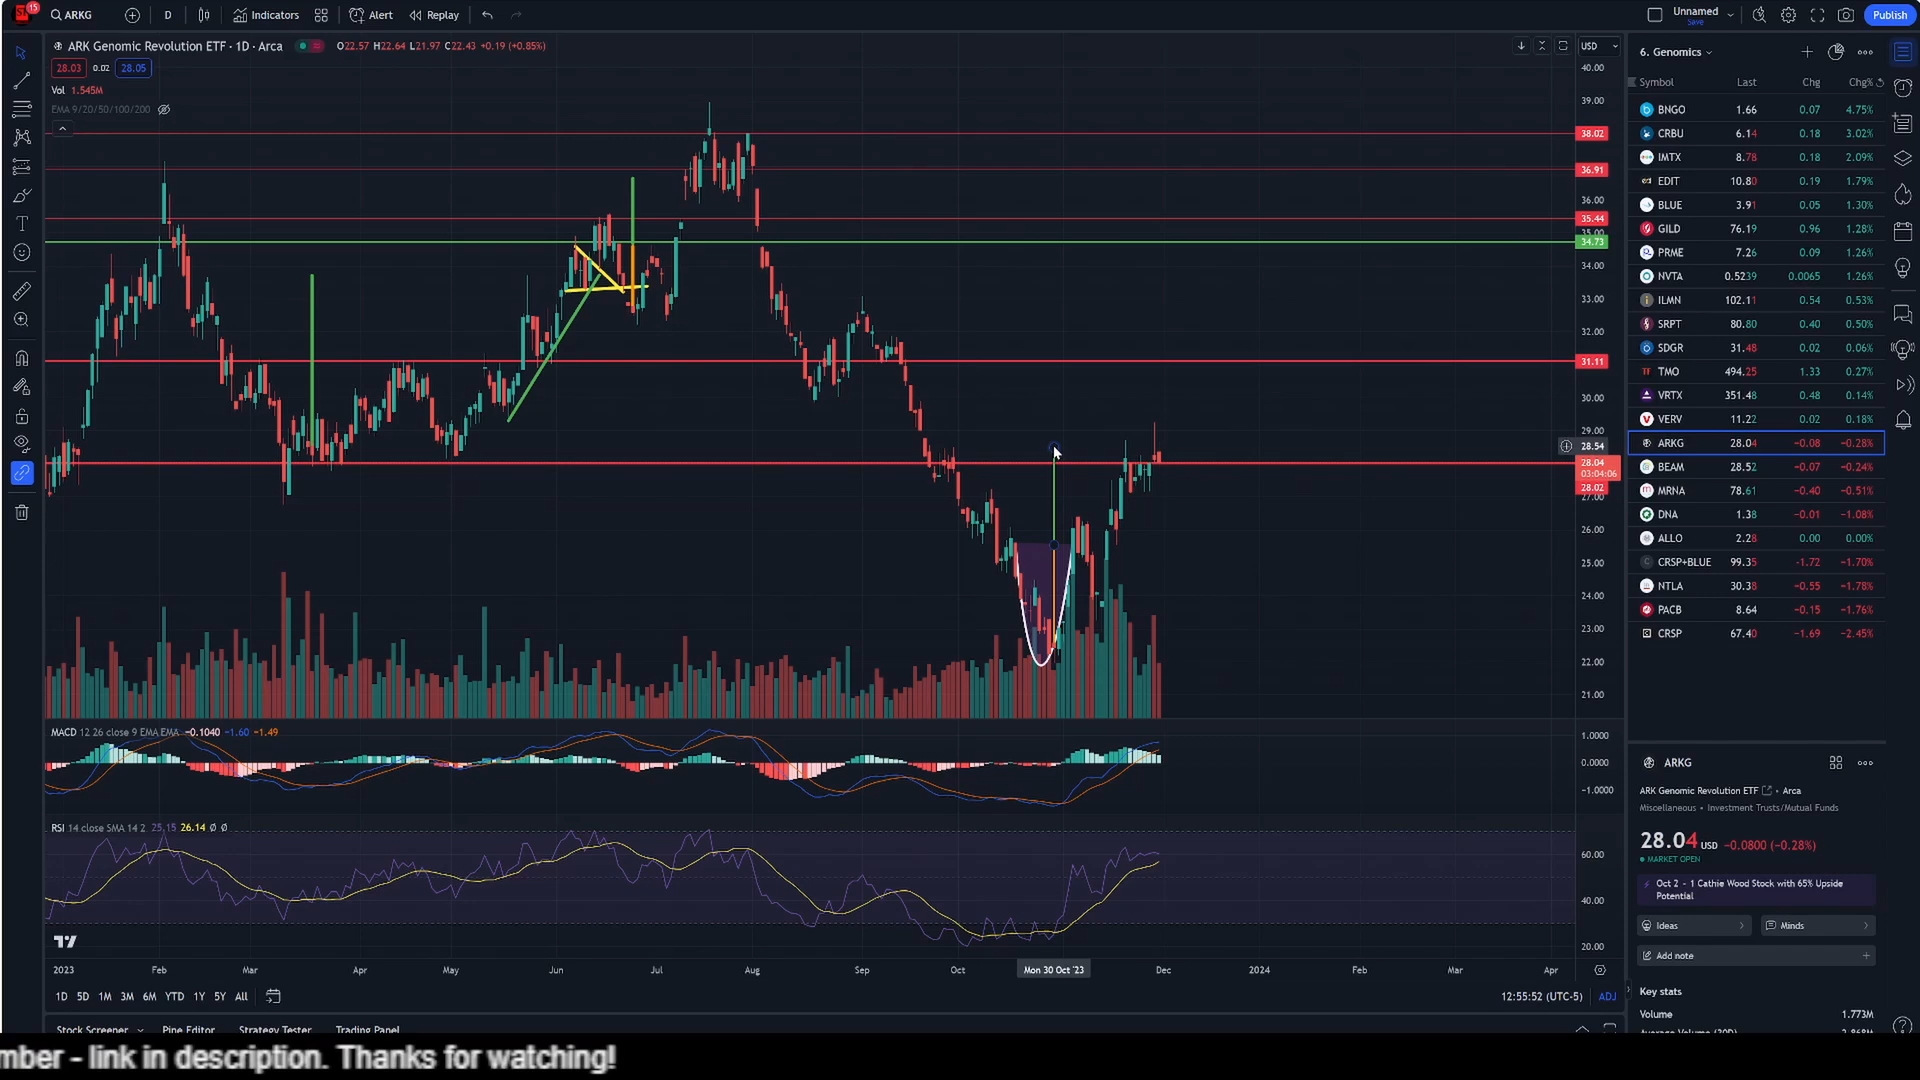 15
ARKG
D
Indicators
Alert
Replay
Unnamed
Save
Publish
ARK Genomic Revolution ETF · 1D · Arca
O22.57 H22.64 L21.97 C22.43 +0.19 (+0.85%)
28.03 0.02 28.05
Vol 1.545M
EMA 9/20/50/100/200
USD
40.00
39.00
38.02
36.91
36.00
35.44
35.00
34.73
34.00
33.00
32.00
31.11
30.00
29.00
28.54
28.04
03:04:06
28.02
27.00
26.00
25.00
24.00
23.00
22.00
21.00
MACD 12 26 close 9 EMA EMA −0.1040 −1.60 −1.49
1.0000
0.0000
−1.0000
RSI 14 close SMA 14 2 25.15 26.14 Ø Ø
60.00
40.00
20.00
2023 Feb Mar Apr May Jun Jul Aug Sep Oct Mon 30 Oct '23 Dec 2024 Feb Mar Apr
1D 5D 1M 3M 6M YTD 1Y 5Y All
12:55:52 (UTC-5) ADJ
Stock Screener Pine Editor Strategy Tester Trading Panel
6. Genomics
Symbol Last Chg Chg%
BNGO 1.66 0.07 4.75%
CRBU 6.14 0.18 3.02%
IMTX 8.78 0.18 2.09%
EDIT 10.80 0.19 1.79%
BLUE 3.91 0.05 1.30%
GILD 76.19 0.96 1.28%
PRME 7.26 0.09 1.26%
NVTA 0.5239 0.0065 1.26%
ILMN 102.11 0.54 0.53%
SRPT 80.80 0.40 0.50%
SDGR 31.48 0.02 0.06%
TMO 494.25 1.33 0.27%
VRTX 351.48 0.48 0.14%
VERV 11.22 0.02 0.18%
ARKG 28.04 −0.08 −0.28%
BEAM 28.52 −0.07 −0.24%
MRNA 78.61 −0.40 −0.51%
DNA 1.38 −0.01 −1.08%
ALLO 2.28 0.00 0.00%
CRSP+BLUE 99.35 −1.72 −1.70%
NTLA 30.38 −0.55 −1.78%
PACB 8.64 −0.15 −1.76%
CRSP 67.40 −1.69 −2.45%
ARKG
ARK Genomic Revolution ETF • Arca
Miscellaneous • Investment Trusts/Mutual Funds
28.04 USD −0.0800 (−0.28%)
MARKET OPEN
Oct 2 - 1 Cathie Wood Stock with 65% Upside
Potential
Ideas
Minds
Add note
Key stats
Volume 1.773M
mber - link in description. Thanks for watching!